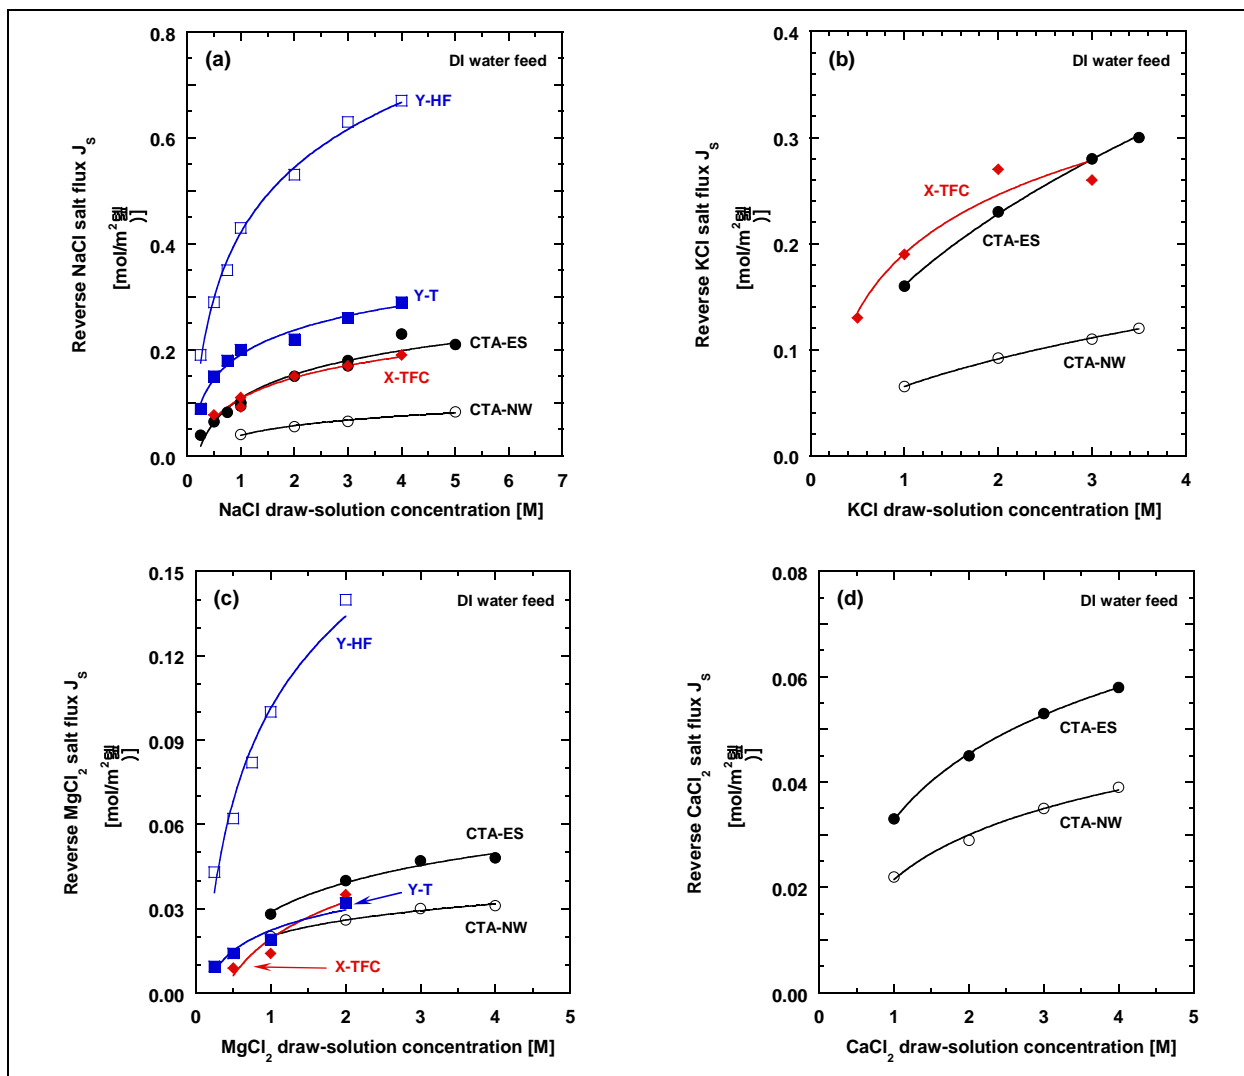 (a)
DI water feed
Y-HF
Y-T
CTA-ES
X-TFC
CTA-NW
0.8
0.6
0.4
0.2
0.0
0 1 2 3 4 5 6 7
Reverse NaCl salt flux J_S
[mol/m²
)]
NaCl draw-solution concentration [M]
(b)
DI water feed
X-TFC
CTA-ES
CTA-NW
0.4
0.3
0.2
0.1
0.0
0 1 2 3 4
Reverse KCl salt flux J_S
[mol/m²
)]
KCl draw-solution concentration [M]
(c)
DI water feed
Y-HF
CTA-ES
Y-T
CTA-NW
X-TFC
0.15
0.12
0.09
0.06
0.03
0.00
0 1 2 3 4 5
Reverse MgCl₂ salt flux J_S
[mol/m²
)]
MgCl₂ draw-solution concentration [M]
(d)
DI water feed
CTA-ES
CTA-NW
0.08
0.06
0.04
0.02
0.00
0 1 2 3 4 5
Reverse CaCl₂ salt flux J_S
[mol/m²
)]
CaCl₂ draw-solution concentration [M]